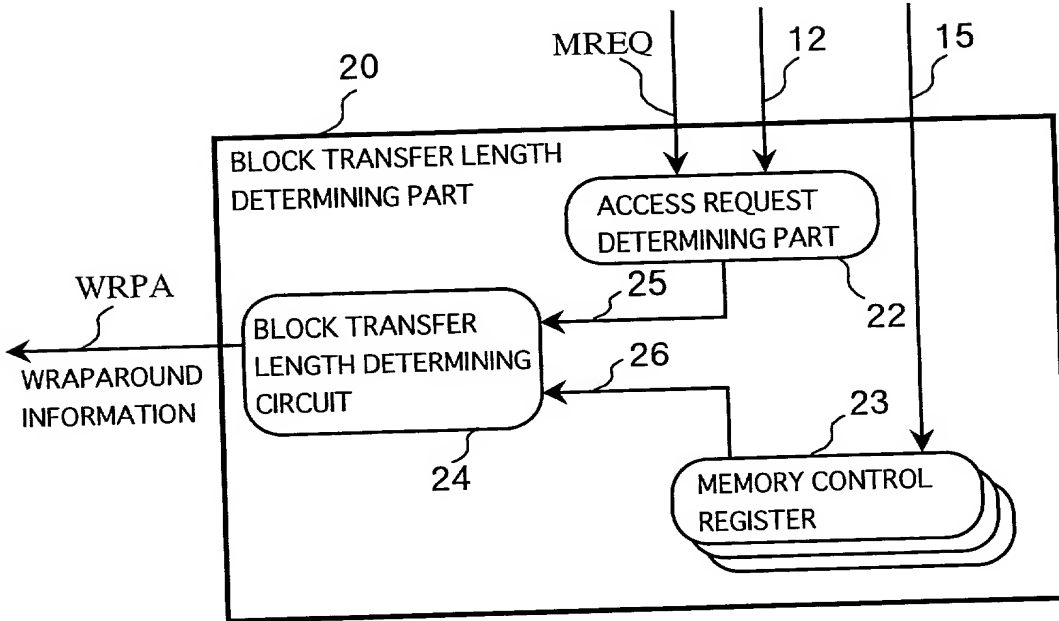 MREQ
12
15
20
BLOCK TRANSFER LENGTH
DETERMINING PART
ACCESS REQUEST
DETERMINING PART
22
WRPA
25
BLOCK TRANSFER
LENGTH DETERMINING
CIRCUIT
WRAPAROUND
INFORMATION
26
24
23
MEMORY CONTROL
REGISTER